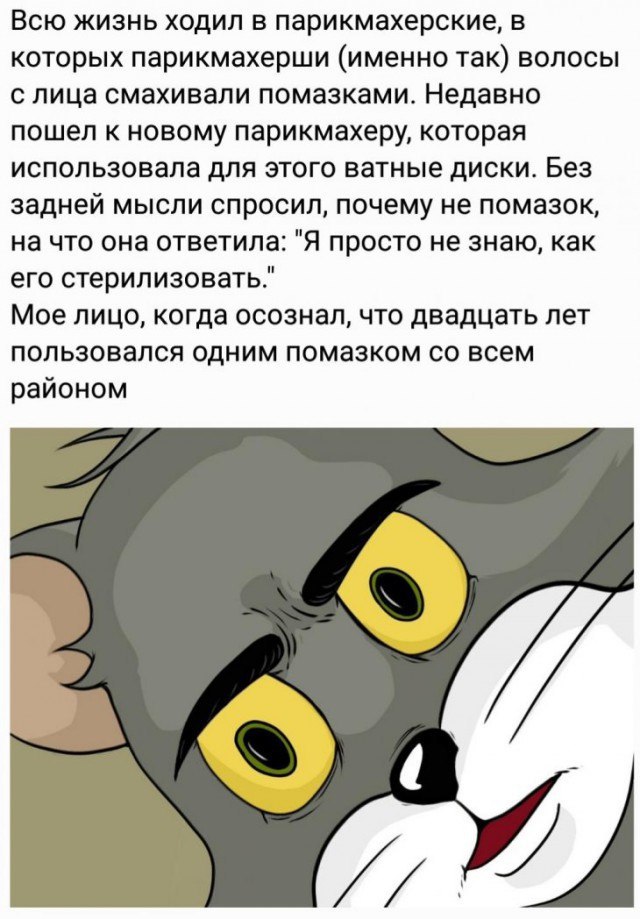 Всю жизнь ходил в парикмахерские, в
которых парикмахерши (именно так) волосы
с лица смахивали помазками. Недавно
пошел к новому парикмахеру, которая
использовала для этого ватные диски. Без
задней мысли спросил, почему не помазок,
на что она ответила: "Я просто не знаю, как
его стерилизовать."
Мое лицо, когда осознал, что двадцать лет
пользовался одним помазком со всем
районом